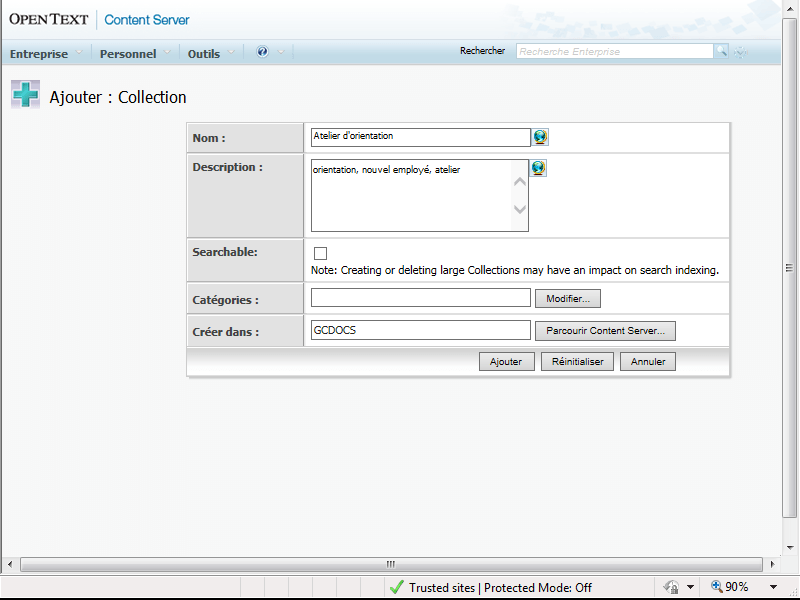 OPEN TEXT | Content Server
Entreprise Personnel Outils Rechercher Recherche Enterprise
Ajouter : Collection
Nom : Atelier d'orientation
Description : orientation, nouvel employé, atelier
Searchable:
Note: Creating or deleting large Collections may have an impact on search indexing.
Catégories : Modifier...
Créer dans : GCDOCS Parcourir Content Server...
Ajouter Réinitialiser Annuler
Trusted sites | Protected Mode: Off 90%